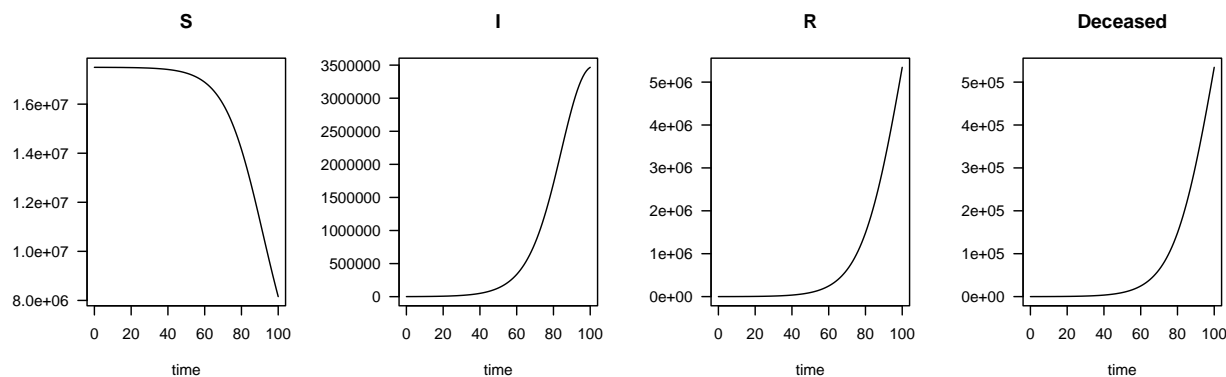 S
1.6e+07
1.4e+07
1.2e+07
1.0e+07
8.0e+06
0 20 40 60 80 100
time
I
3500000
3000000
2500000
2000000
1500000
1000000
500000
0
0 20 40 60 80 100
time
R
5e+06
4e+06
3e+06
2e+06
1e+06
0e+00
0 20 40 60 80 100
time
Deceased
5e+05
4e+05
3e+05
2e+05
1e+05
0e+00
0 20 40 60 80 100
time